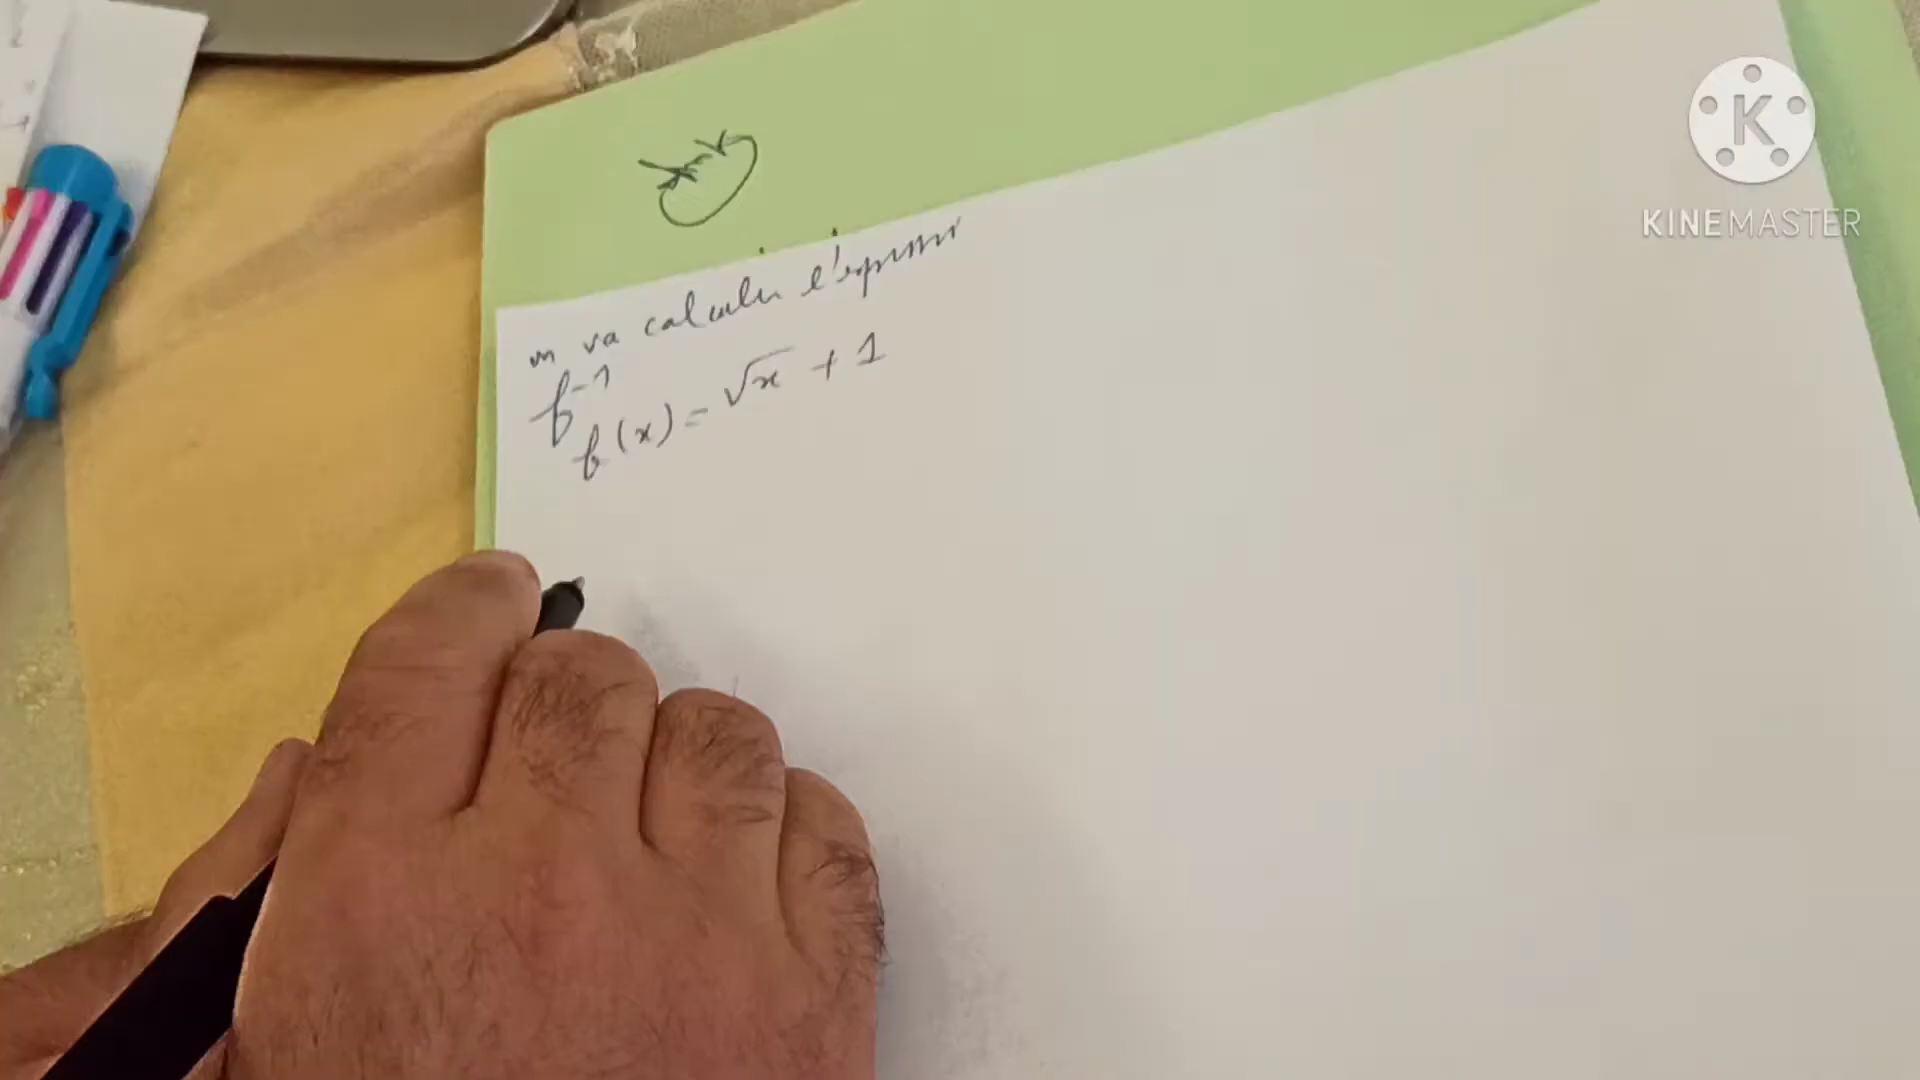 K
KINEMASTER
on va calculer l'expression
f⁻¹
f(x) = √x + 1